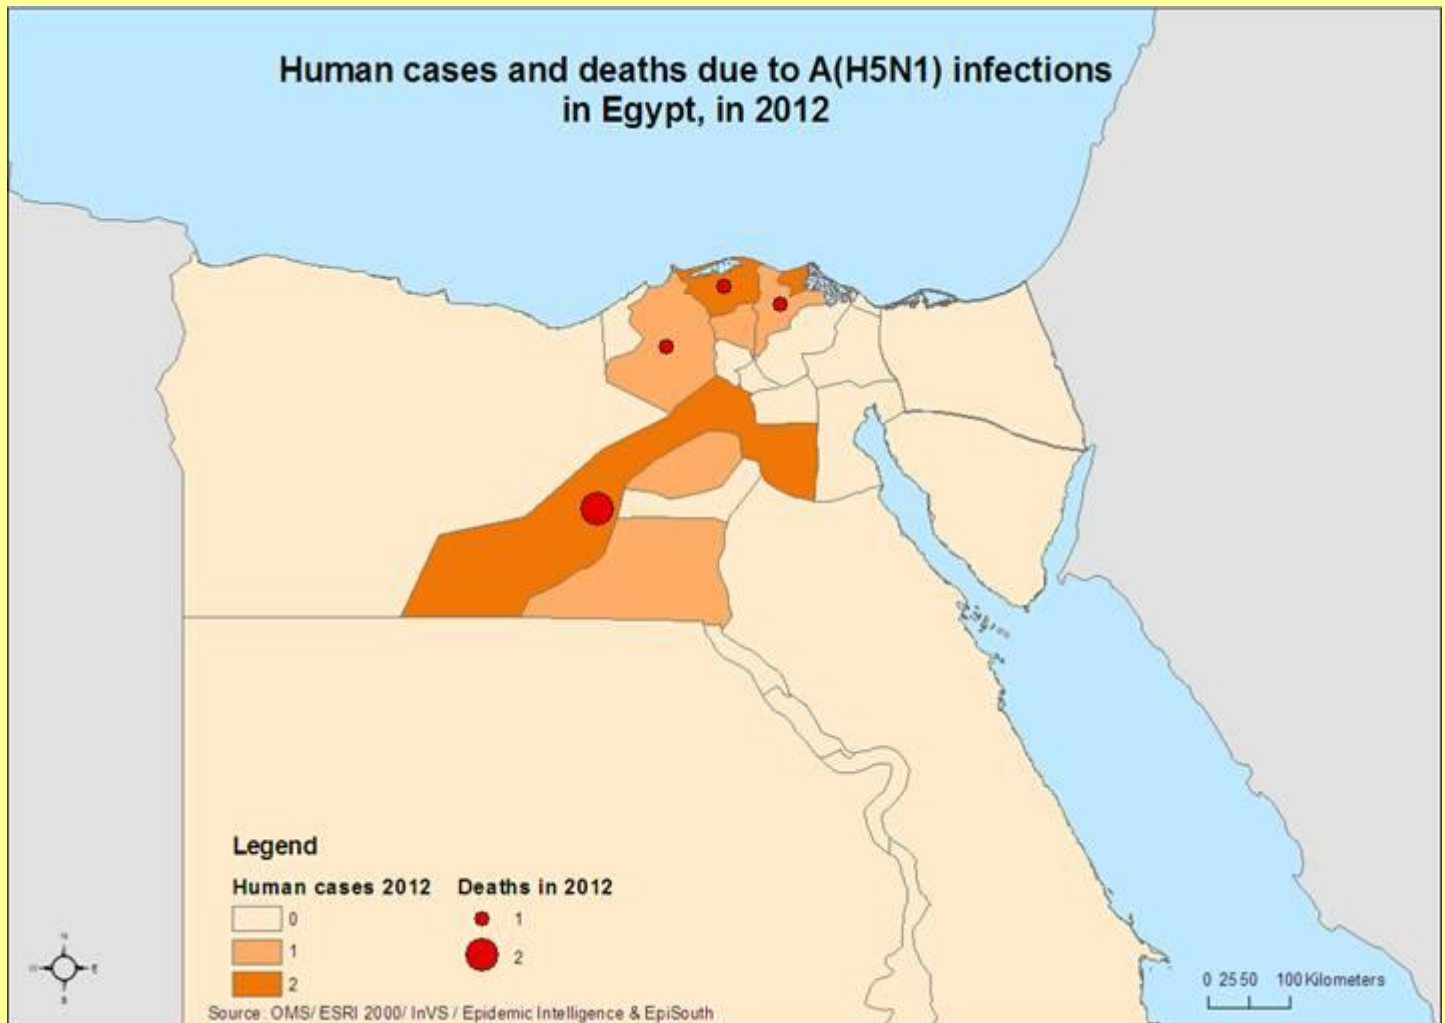 Human cases and deaths due to A(H5N1) infections
in Egypt, in 2012
Legend
Human cases 2012
0
1
2
Deaths in 2012
1
2
Source OMS/ ESRI 2000/ InVS / Epidemic Intelligence & EpiSouth
N
W E
S
0 25 50 100 Kilometers